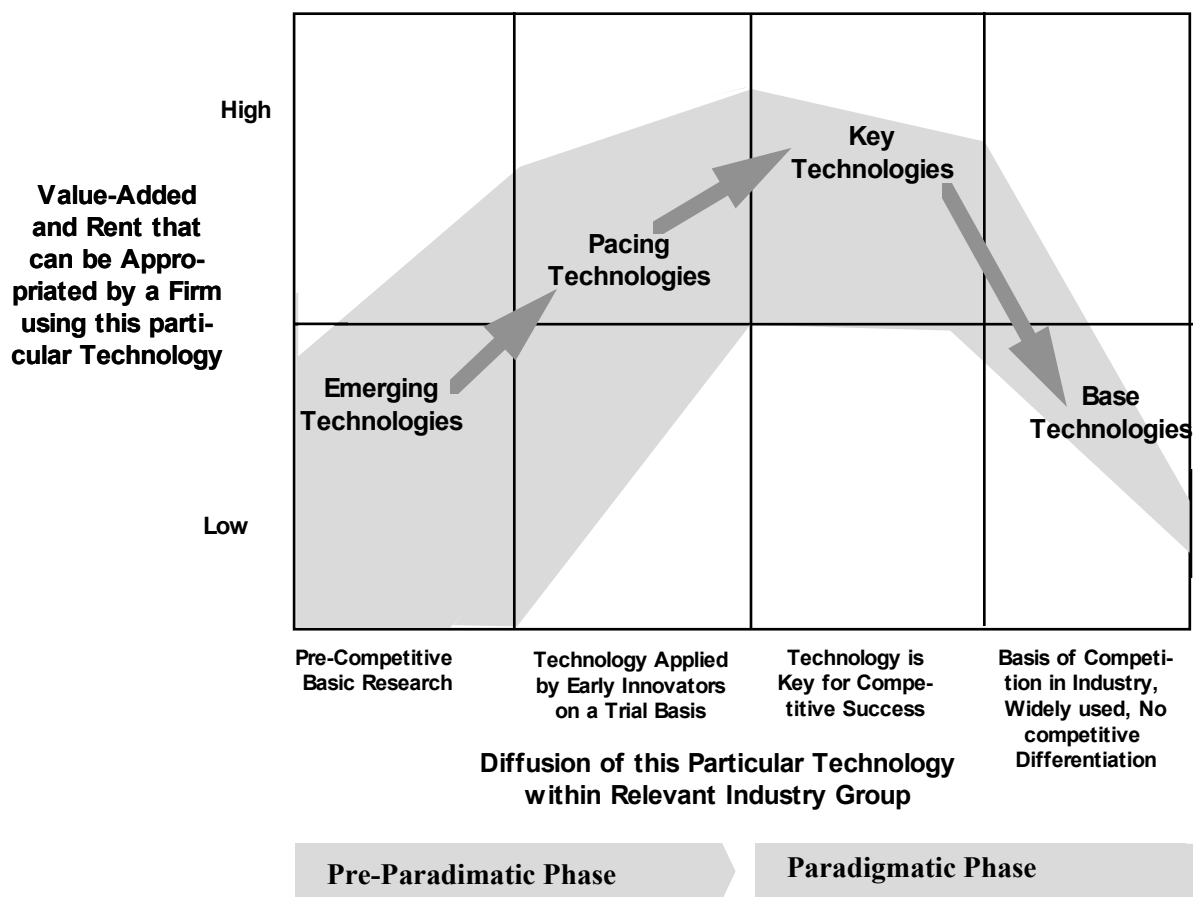 High
Value-Added
and Rent that
can be Appro-
priated by a Firm
using this parti-
cular Technology
Low
Key
Technologies
Pacing
Technologies
Emerging
Technologies
Base
Technologies
Pre-Competitive
Basic Research
Technology Applied
by Early Innovators
on a Trial Basis
Technology is
Key for Compe-
titive Success
Basis of Competi-
tion in Industry,
Widely used, No
competitive
Differentiation
Diffusion of this Particular Technology
within Relevant Industry Group
Pre-Paradimatic Phase
Paradigmatic Phase